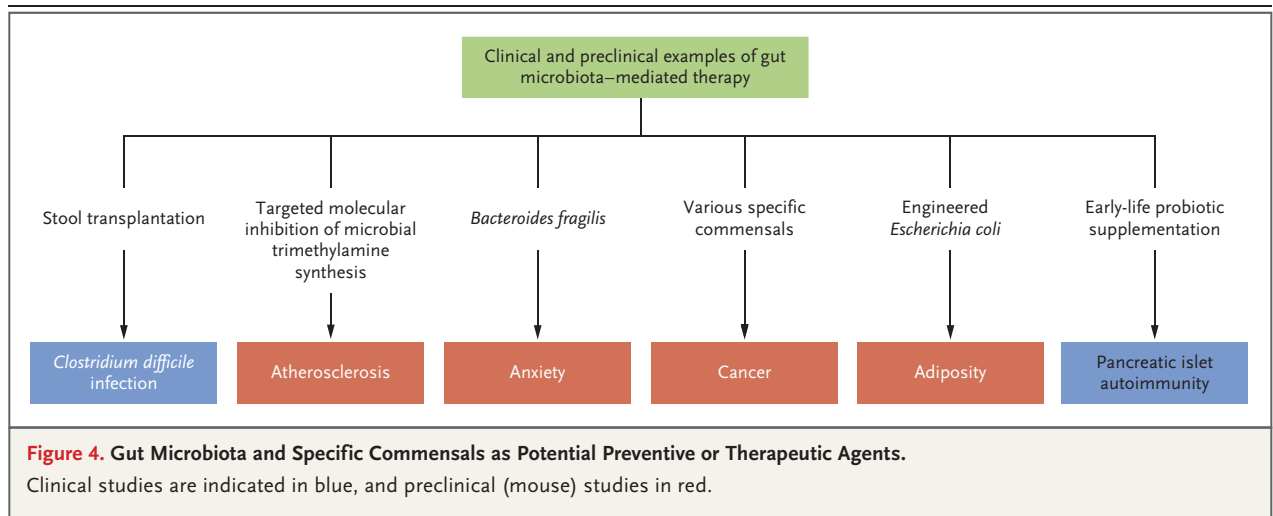 Clinical and preclinical examples of gut
microbiota–mediated therapy
Stool transplantation
Targeted molecular
inhibition of microbial
trimethylamine
synthesis
Bacteroides fragilis
Various specific
commensals
Engineered
Escherichia coli
Early-life probiotic
supplementation
Clostridium difficile
infection
Atherosclerosis
Anxiety
Cancer
Adiposity
Pancreatic islet
autoimmunity
Figure 4. Gut Microbiota and Specific Commensals as Potential Preventive or Therapeutic Agents.
Clinical studies are indicated in blue, and preclinical (mouse) studies in red.